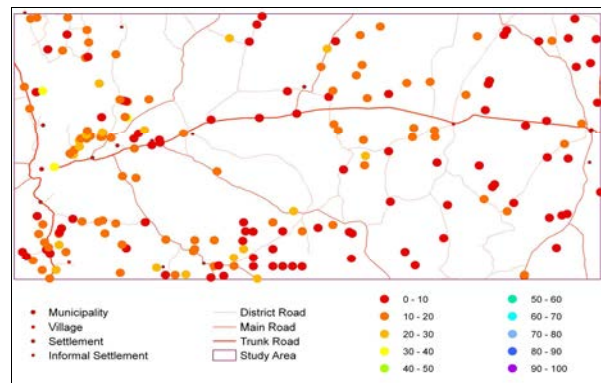 Municipality
Village
Settlement
Informal Settlement
District Road
Main Road
Trunk Road
Study Area
0 - 10
10 - 20
20 - 30
30 - 40
40 - 50
50 - 60
60 - 70
70 - 80
80 - 90
90 - 100